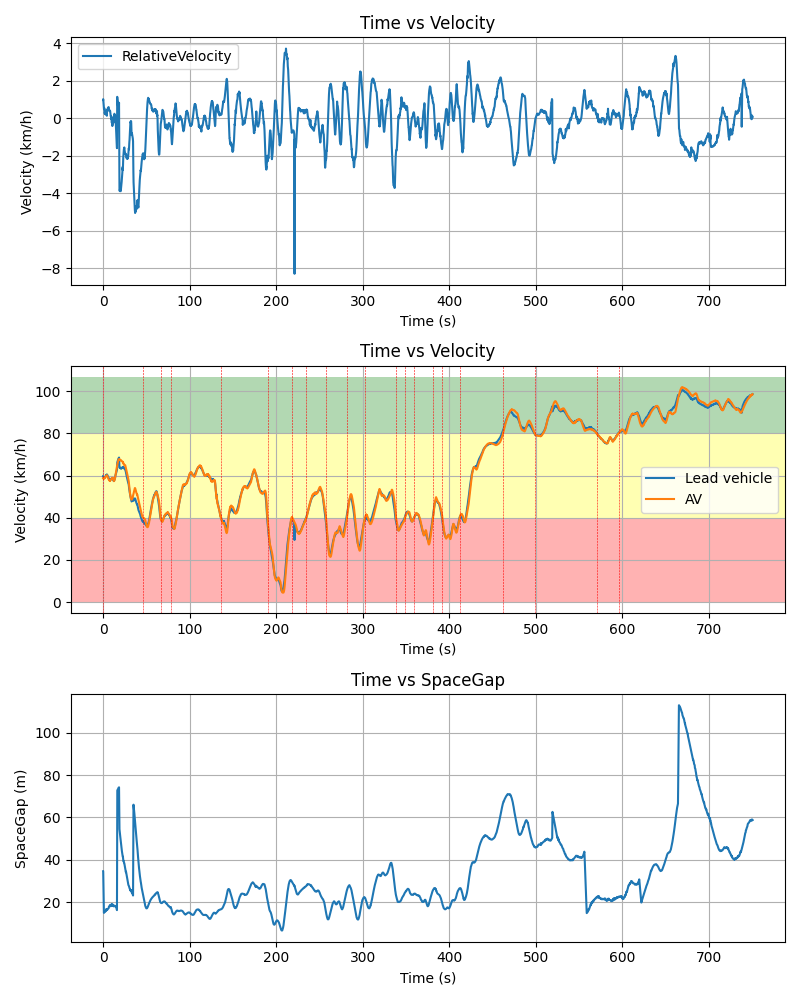 Time vs Velocity
4
2
0
−2
−4
−6
−8
Velocity (km/h)
RelativeVelocity
0 100 200 300 400 500 600 700
Time (s)
Time vs Velocity
100
80
60
40
20
0
Velocity (km/h)
Lead vehicle
AV
0 100 200 300 400 500 600 700
Time (s)
Time vs SpaceGap
100
80
60
40
20
SpaceGap (m)
0 100 200 300 400 500 600 700
Time (s)